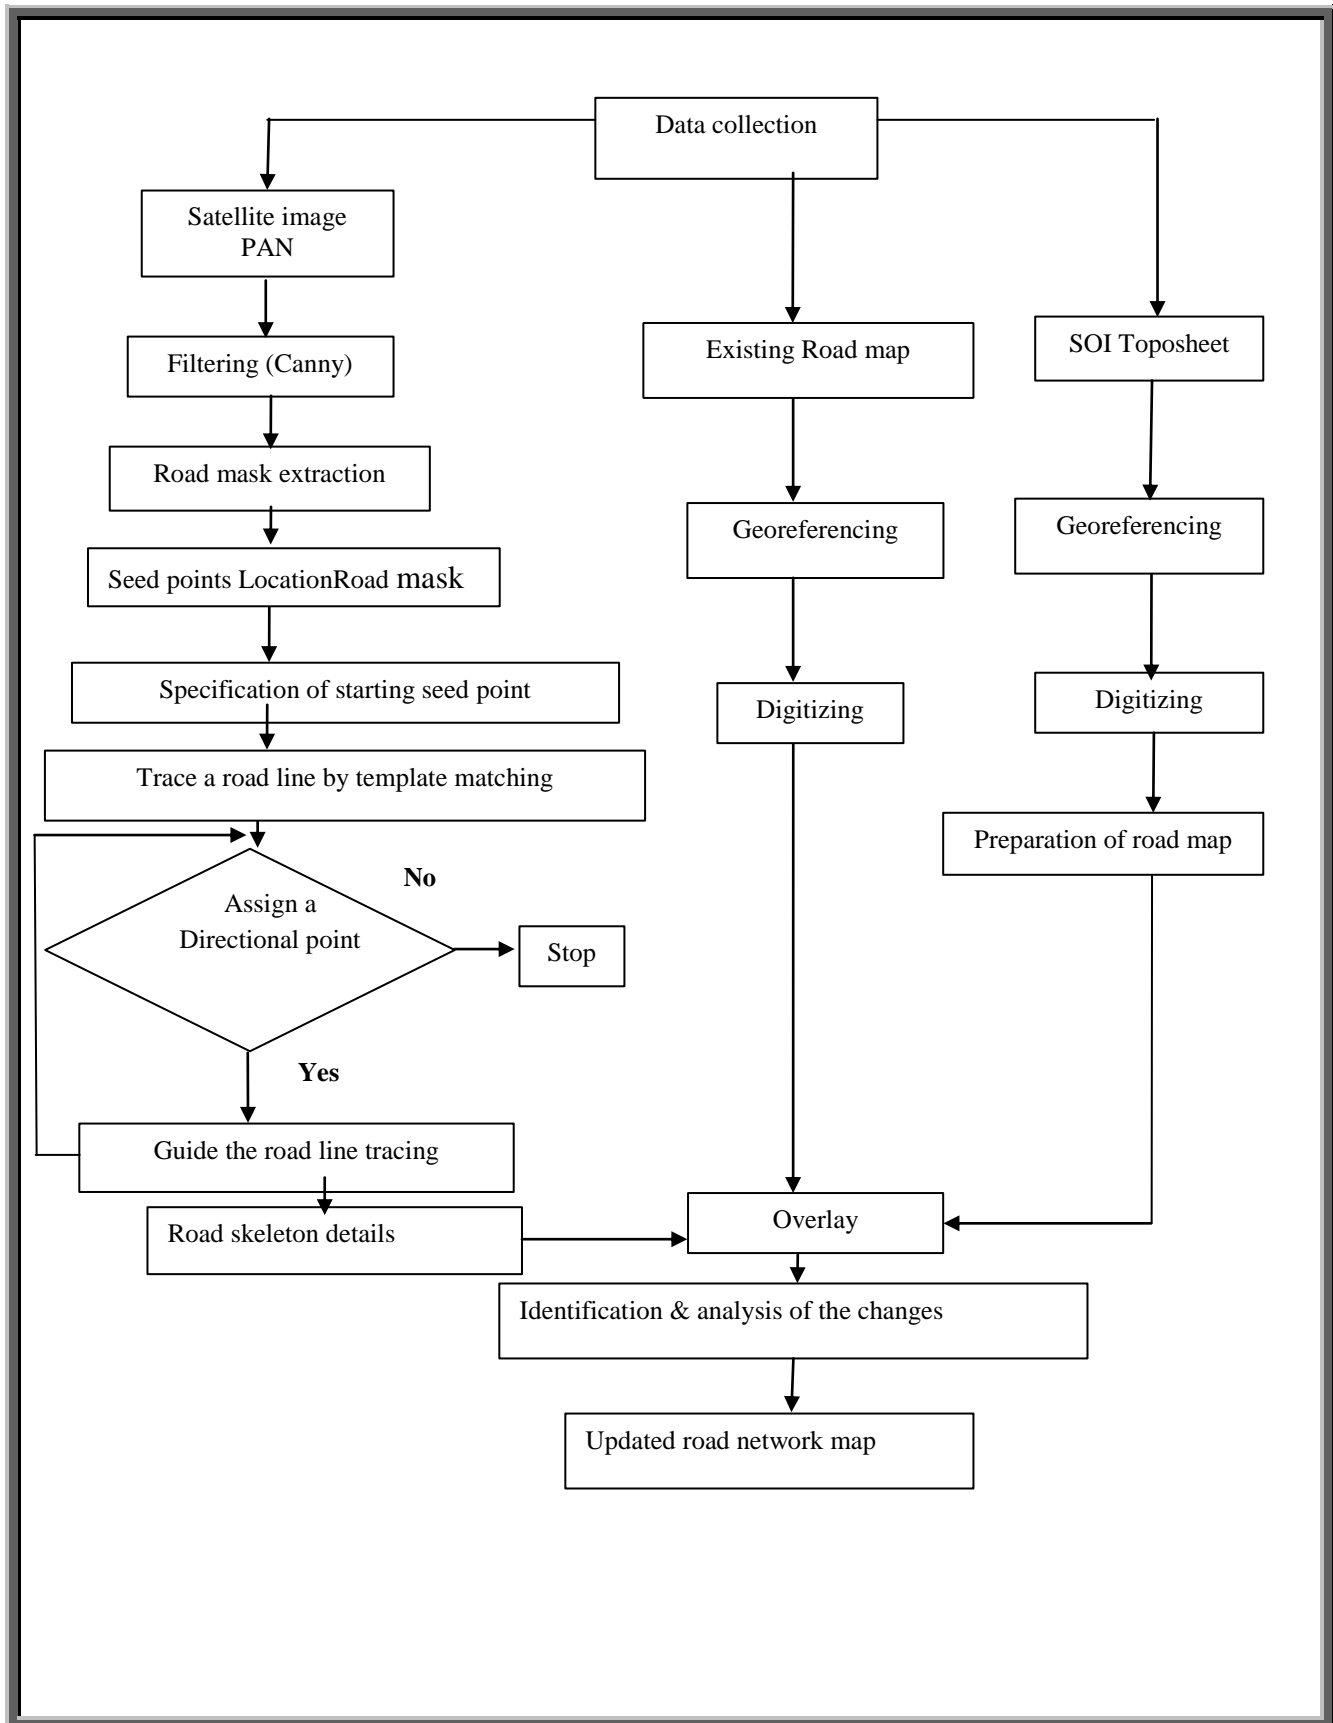 Data collection
Satellite image
PAN
Filtering (Canny)
Road mask extraction
Seed points LocationRoad mask
Specification of starting seed point
Trace a road line by template matching
No
Assign a
Directional point
Stop
Yes
Guide the road line tracing
Road skeleton details
Existing Road map
Georeferencing
Digitizing
SOI Toposheet
Georeferencing
Digitizing
Preparation of road map
Overlay
Identification & analysis of the changes
Updated road network map